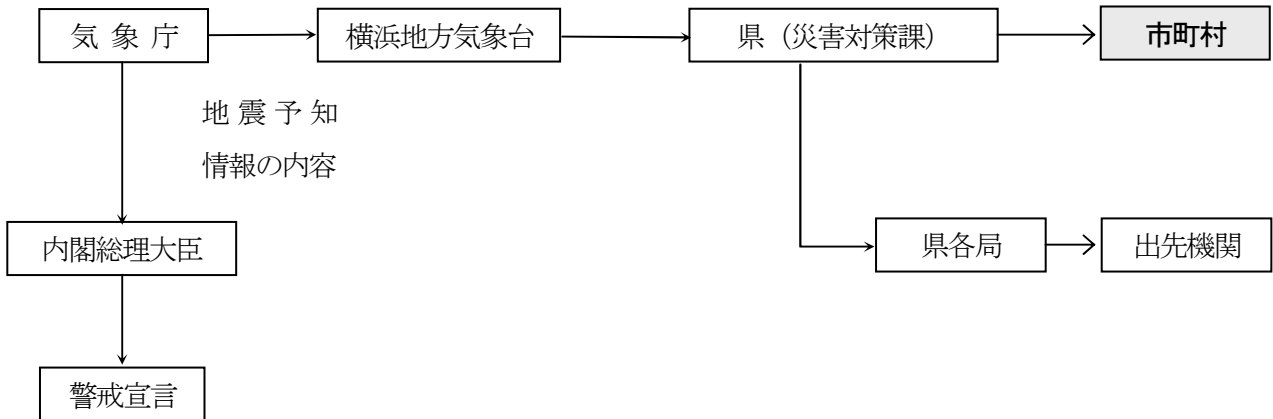 気 象 庁
横浜地方気象台
県（災害対策課）
市町村
地 震 予 知
情報の内容
内閣総理大臣
県各局
出先機関
警戒宣言